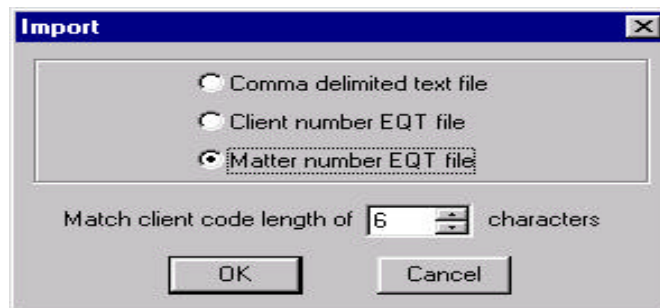 Import
Comma delimited text file
Client number EQT file
Matter number EQT file
Match client code length of 6 characters
OK Cancel